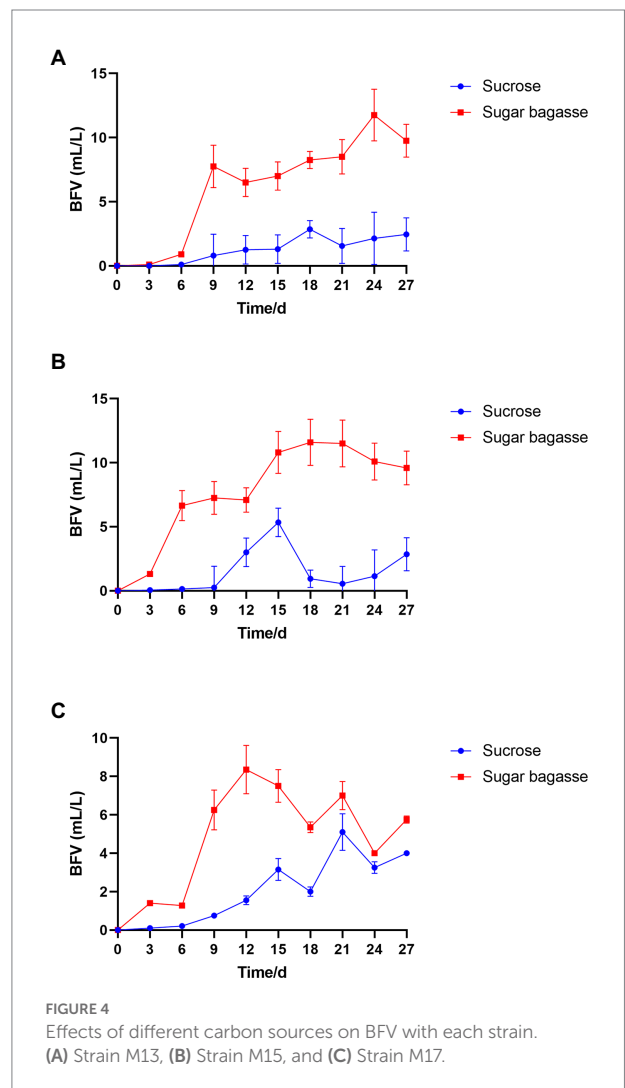 A
15
10
5
0
BFV (mL/L)
0 3 6 9 12 15 18 21 24 27
Time/d
Sucrose
Sugar bagasse
B
15
10
5
0
BFV (mL/L)
0 3 6 9 12 15 18 21 24 27
Time/d
Sucrose
Sugar bagasse
C
10
8
6
4
2
0
BFV (mL/L)
0 3 6 9 12 15 18 21 24 27
Time/d
Sucrose
Sugar bagasse
FIGURE 4
Effects of different carbon sources on BFV with each strain.
(A) Strain M13, (B) Strain M15, and (C) Strain M17.